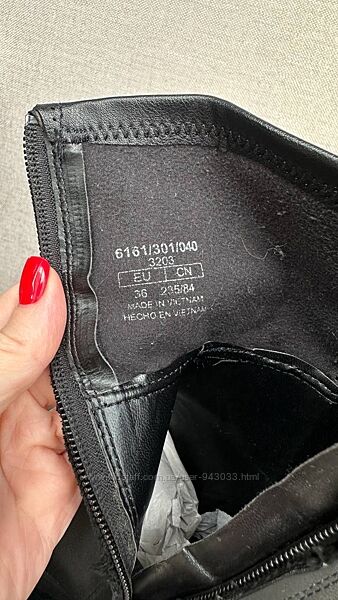 6161/301/040
3203
EU CN
36 235/84
MADE IN VIETNAM
HECHO EN VIETNAM